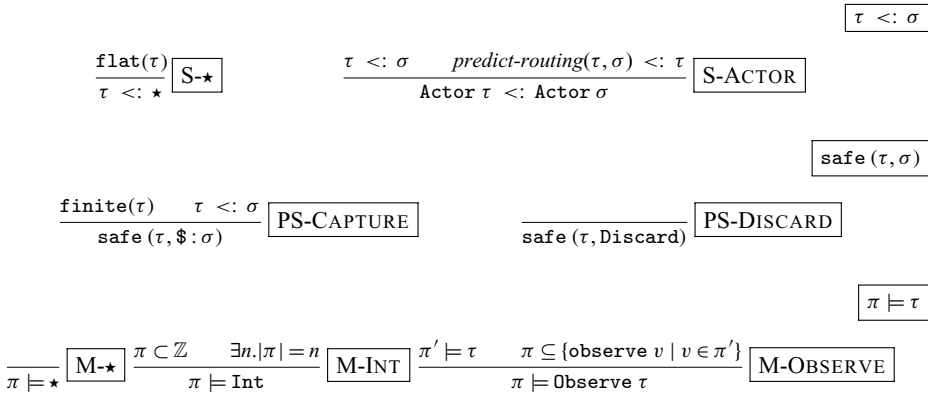 τ <: σ
flat(τ)
τ <: ★
S-★
τ <: σ predict-routing(τ, σ) <: τ
Actor τ <: Actor σ
S-ACTOR
safe (τ, σ)
finite(τ) τ <: σ
safe (τ, $ : σ)
PS-CAPTURE
safe (τ, Discard)
PS-DISCARD
π ⊨ τ
π ⊨ ★
M-★
π ⊂ ℤ ∃n.|π| = n
π ⊨ Int
M-INT
π′ ⊨ τ π ⊆ {observe v | v ∈ π′}
π ⊨ Observe τ
M-OBSERVE